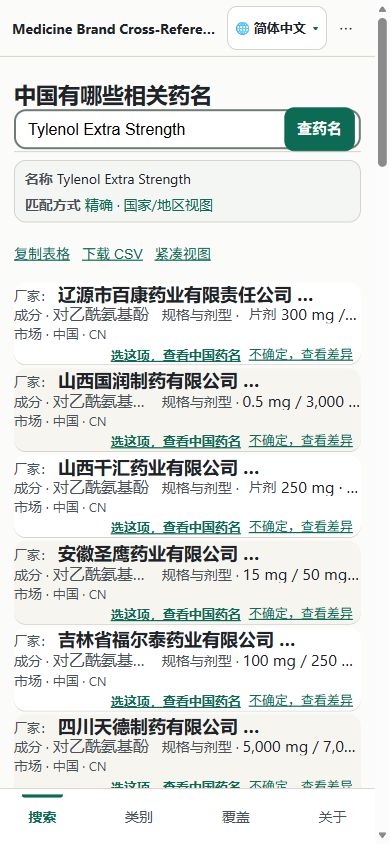 Medicine Brand Cross-Refere...
简体中文
中国有哪些相关药名
Tylenol Extra Strength
查药名
名称 Tylenol Extra Strength
匹配方式 精确 · 国家/地区视图
复制表格 下载 CSV 紧凑视图
厂家: 辽源市百康药业有限责任公司 ...
成分 · 对乙酰氨基酚 规格与剂型 · 片剂 300 mg /...
市场 · 中国 · CN
选这项，查看中国药名 不确定，查看差异
厂家: 山西国润制药有限公司 ...
成分 · 对乙酰氨基... 规格与剂型 · 0.5 mg / 3,000 ...
市场 · 中国 · CN
选这项，查看中国药名 不确定，查看差异
厂家: 山西千汇药业有限公司 ...
成分 · 对乙酰氨基酚 规格与剂型 · 片剂 250 mg · ...
市场 · 中国 · CN
选这项，查看中国药名 不确定，查看差异
厂家: 安徽圣鹰药业有限公司 ...
成分 · 对乙酰氨基... 规格与剂型 · 15 mg / 50 mg...
市场 · 中国 · CN
选这项，查看中国药名 不确定，查看差异
厂家: 吉林省福尔泰药业有限公司 ...
成分 · 对乙酰氨基... 规格与剂型 · 100 mg / 250 ...
市场 · 中国 · CN
选这项，查看中国药名 不确定，查看差异
厂家: 四川天德制药有限公司 ...
成分 · 对乙酰氨基酚 规格与剂型 · 5,000 mg / 7,0...
市场 · 中国 · CN
选这项，查看中国药名 不确定，查看差异
搜索 类别 覆盖 关于